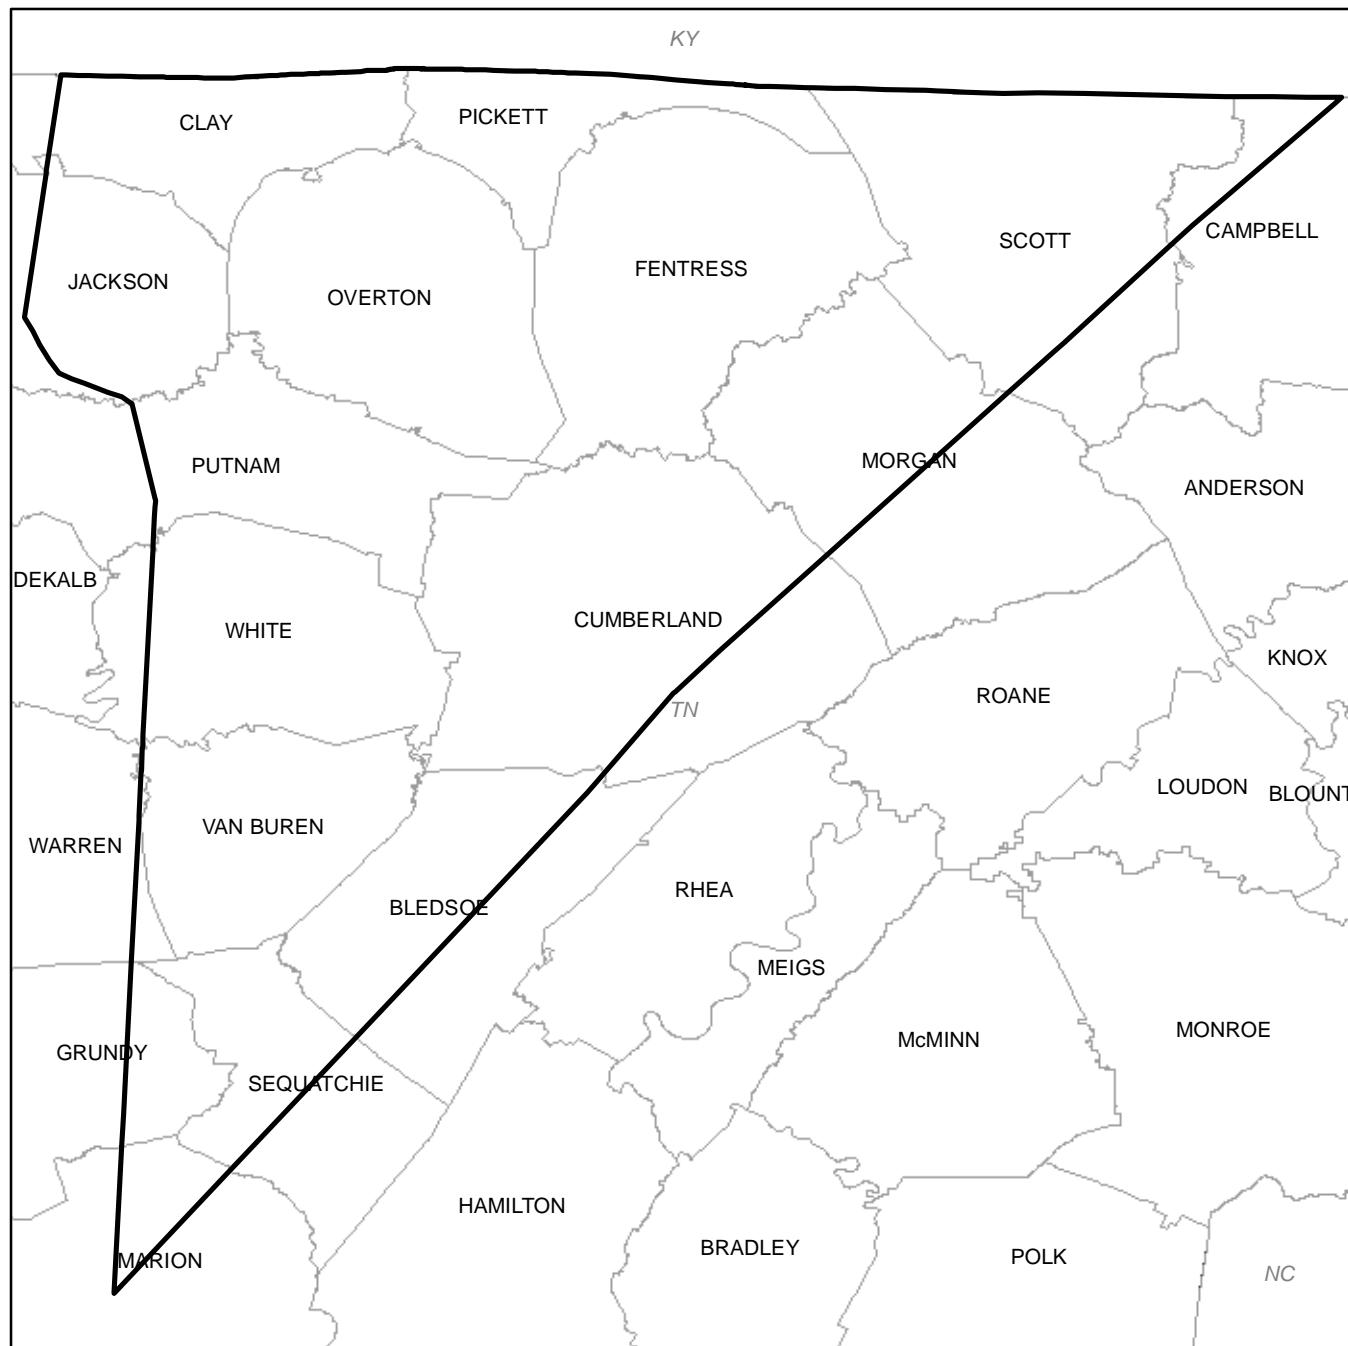 KY
CLAY
PICKETT
SCOTT
CAMPBELL
JACKSON
OVERTON
FENTRESS
PUTNAM
MORGAN
ANDERSON
DEKALB
WHITE
CUMBERLAND
KNOX
ROANE
TN
LOUDON
BLOUNT
VAN BUREN
WARREN
BLEDSOE
RHEA
MEIGS
GRUNDY
SEQUATCHIE
McMINN
MONROE
HAMILTON
BRADLEY
MARION
POLK
NC